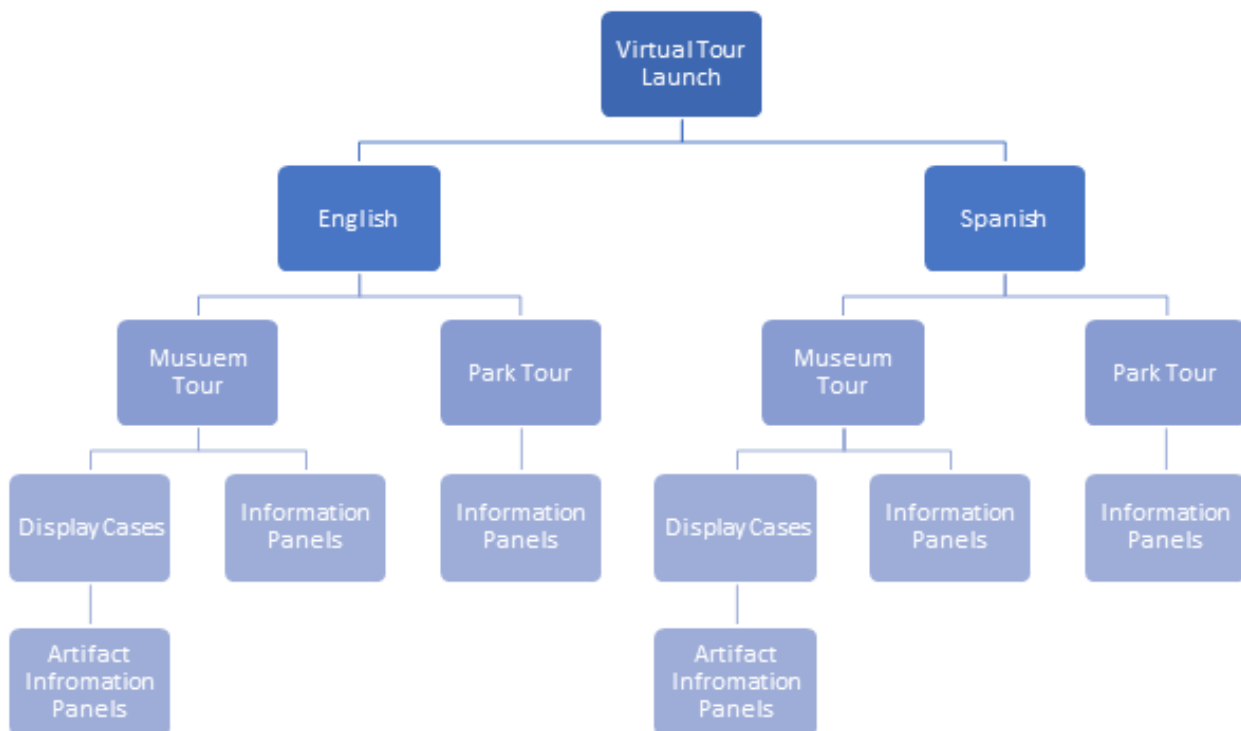 Virtual Tour
Launch
English
Spanish
Musuem
Tour
Park Tour
Museum
Tour
Park Tour
Display Cases
Information
Panels
Information
Panels
Display Cases
Information
Panels
Information
Panels
Artifact
Infromation
Panels
Artifact
Infromation
Panels